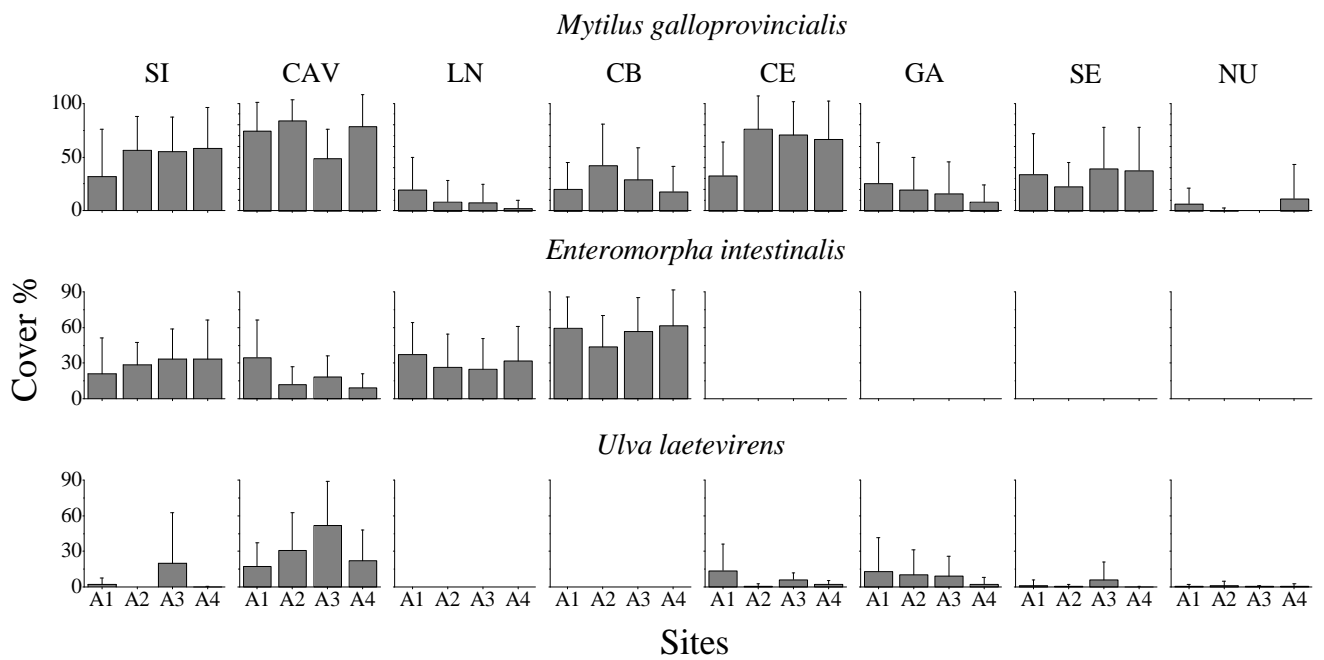 Mytilus galloprovincialis
SI CAV LN CB CE GA SE NU
100
50
0
Enteromorpha intestinalis
90
60
30
0
Cover %
Ulva laetevirens
90
60
30
0
A1 A2 A3 A4 A1 A2 A3 A4 A1 A2 A3 A4 A1 A2 A3 A4 A1 A2 A3 A4 A1 A2 A3 A4 A1 A2 A3 A4 A1 A2 A3 A4
Sites